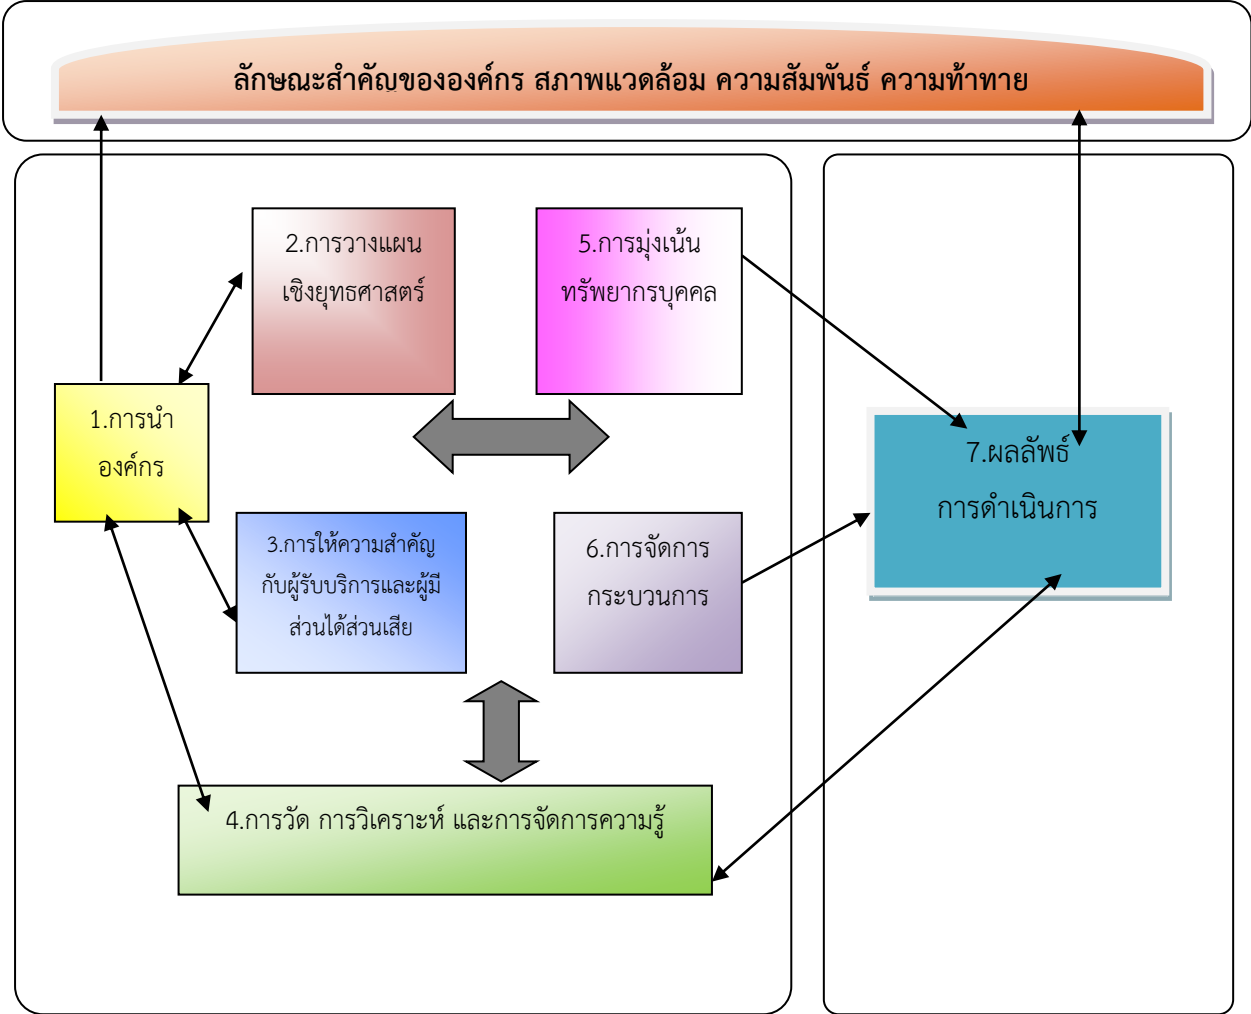 ลักษณะสำคัญขององค์กร สภาพแวดล้อม ความสัมพันธ์ ความท้าทาย
1.การนำ
องค์กร
2.การวางแผน
เชิงยุทธศาสตร์
3.การให้ความสำคัญ
กับผู้รับบริการและผู้มี
ส่วนได้ส่วนเสีย
4.การวัด การวิเคราะห์ และการจัดการความรู้
5.การมุ่งเน้น
ทรัพยากรบุคคล
6.การจัดการ
กระบวนการ
7.ผลลัพธ์
การดำเนินการ